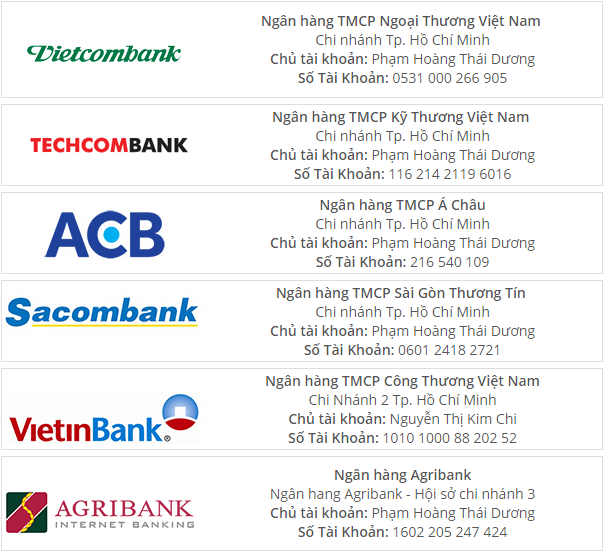 Vietcombank
Ngân hàng TMCP Ngoại Thương Việt Nam
Chi nhánh Tp. Hồ Chí Minh
Chủ tài khoản: Phạm Hoàng Thái Dương
Số Tài Khoản: 0531 000 266 905
TECHCOMBANK
Ngân hàng TMCP Kỹ Thương Việt Nam
Chi nhánh Tp. Hồ Chí Minh
Chủ tài khoản: Phạm Hoàng Thái Dương
Số Tài Khoản: 116 214 2119 6016
ACB
Ngân hàng TMCP Á Châu
Chi nhánh Tp. Hồ Chí Minh
Chủ tài khoản: Phạm Hoàng Thái Dương
Số Tài Khoản: 216 540 109
Sacombank
Ngân hàng TMCP Sài Gòn Thương Tín
Chi nhánh Tp. Hồ Chí Minh
Chủ tài khoản: Phạm Hoàng Thái Dương
Số Tài Khoản: 0601 2418 2721
VietinBank®
Ngân hàng TMCP Công Thương Việt Nam
Chi Nhánh 2 Tp. Hồ Chí Minh
Chủ tài khoản: Nguyễn Thị Kim Chi
Số Tài Khoản: 1010 1000 88 202 52
AGRIBANK
INTERNET BANKING
Ngân hàng Agribank
Ngân hang Agribank - Hội sở chi nhánh 3
Chủ tài khoản: Phạm Hoàng Thái Dương
Số Tài Khoản: 1602 205 247 424